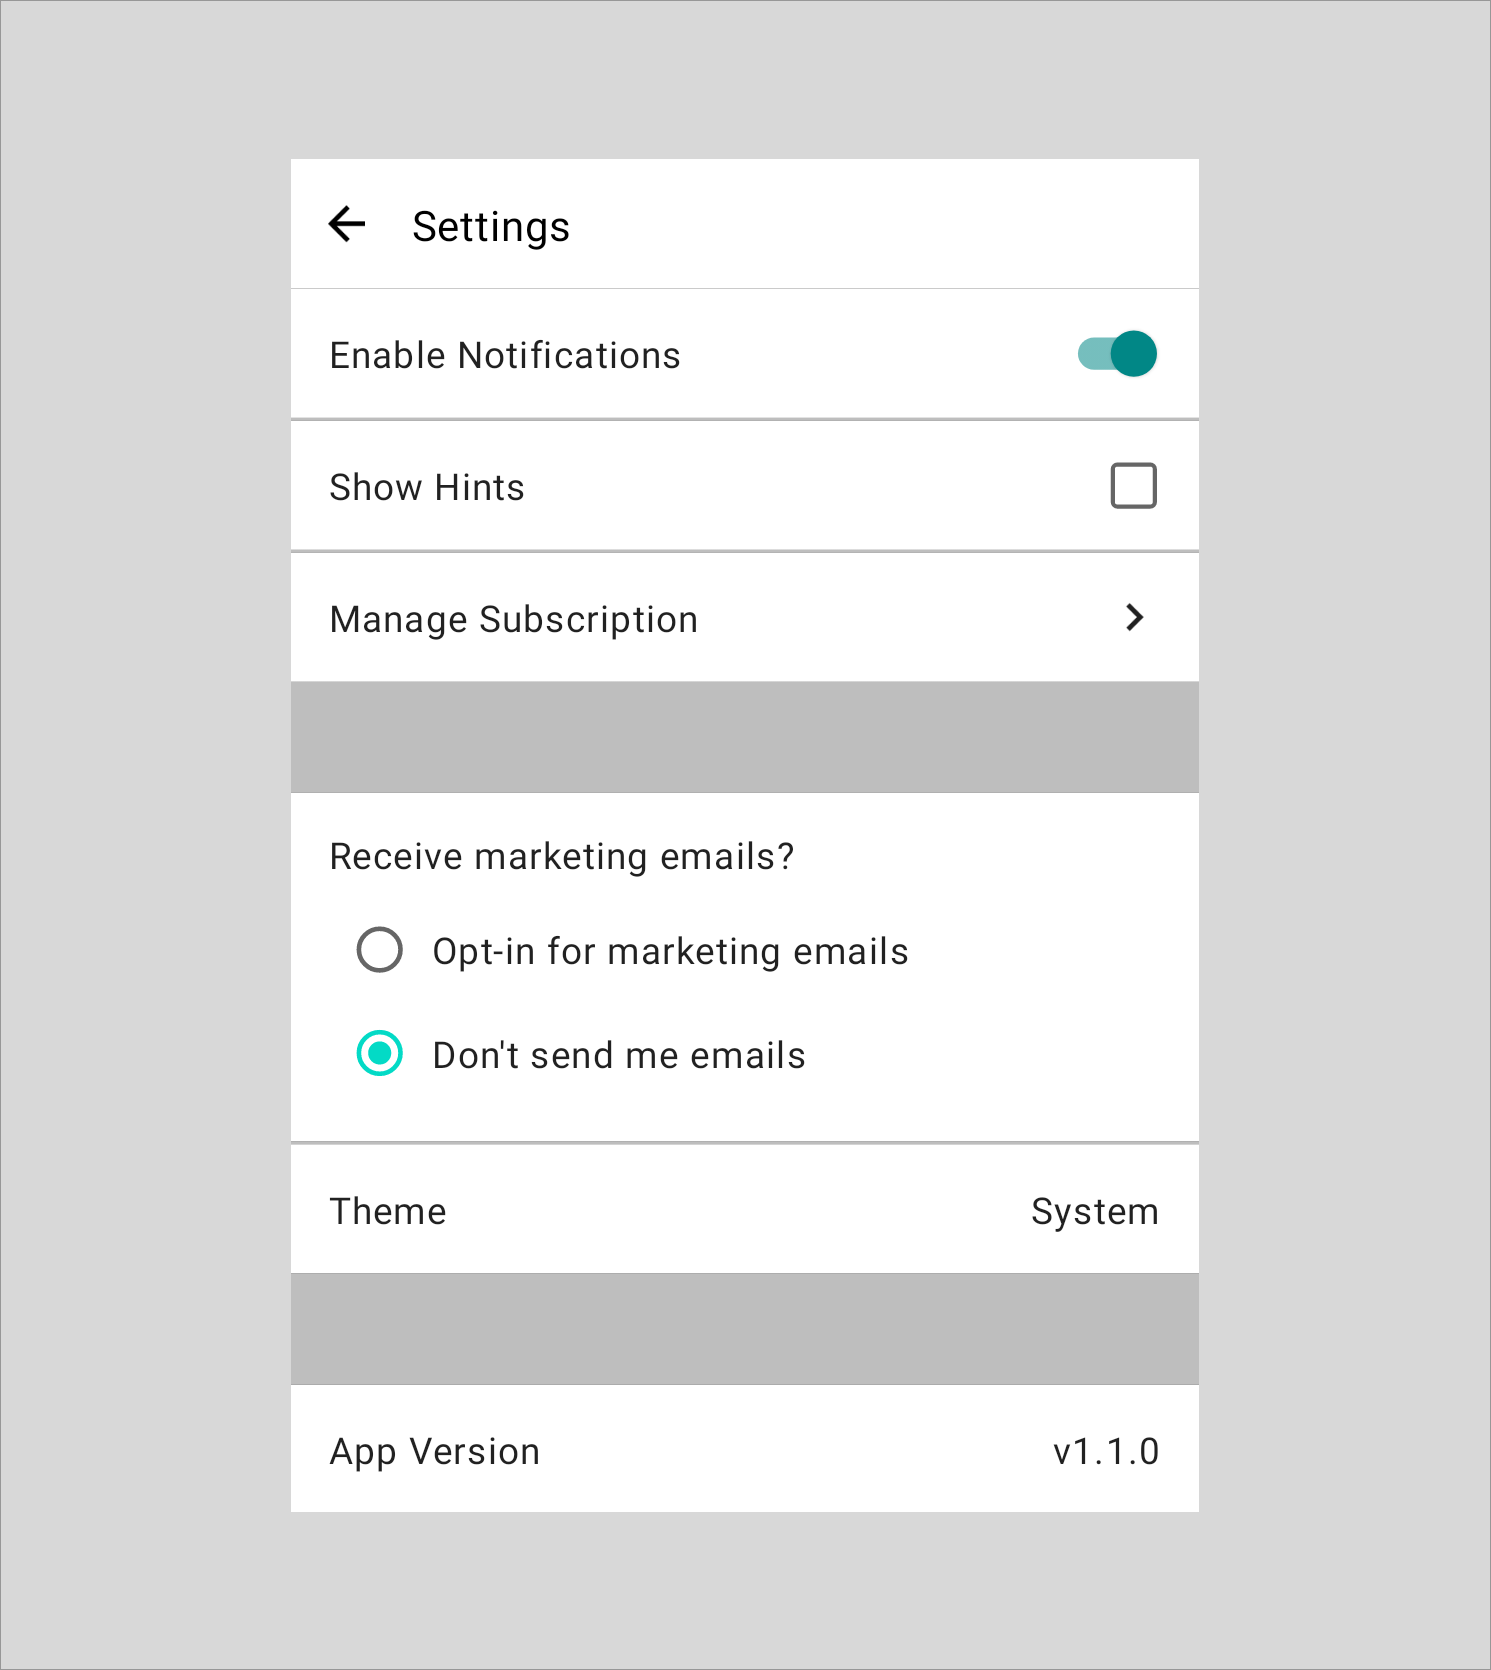 Settings
Enable Notifications
Show Hints
Manage Subscription
Receive marketing emails?
Opt-in for marketing emails
Don't send me emails
Theme System
App Version v1.1.0